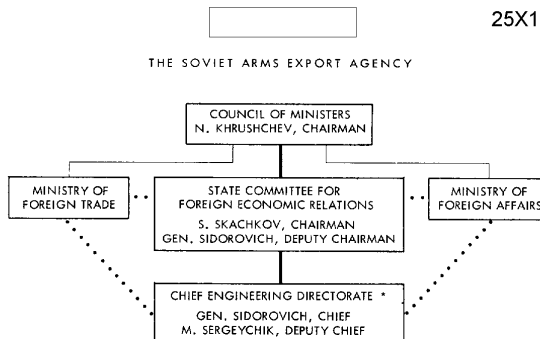 25X1
THE SOVIET ARMS EXPORT AGENCY
COUNCIL OF MINISTERS
N. KHRUSHCHEV, CHAIRMAN
MINISTRY OF
FOREIGN TRADE
STATE COMMITTEE FOR
FOREIGN ECONOMIC RELATIONS
S. SKACHKOV, CHAIRMAN
GEN. SIDOROVICH, DEPUTY CHAIRMAN
MINISTRY OF
FOREIGN AFFAIRS
CHIEF ENGINEERING DIRECTORATE *
GEN. SIDOROVICH, CHIEF
M. SERGEYCHIK, DEPUTY CHIEF